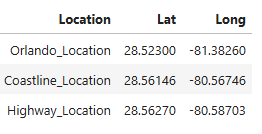 Location Lat Long
Orlando_Location 28.52300 -81.38260
Coastline_Location 28.56146 -80.56746
Highway_Location 28.56270 -80.58703